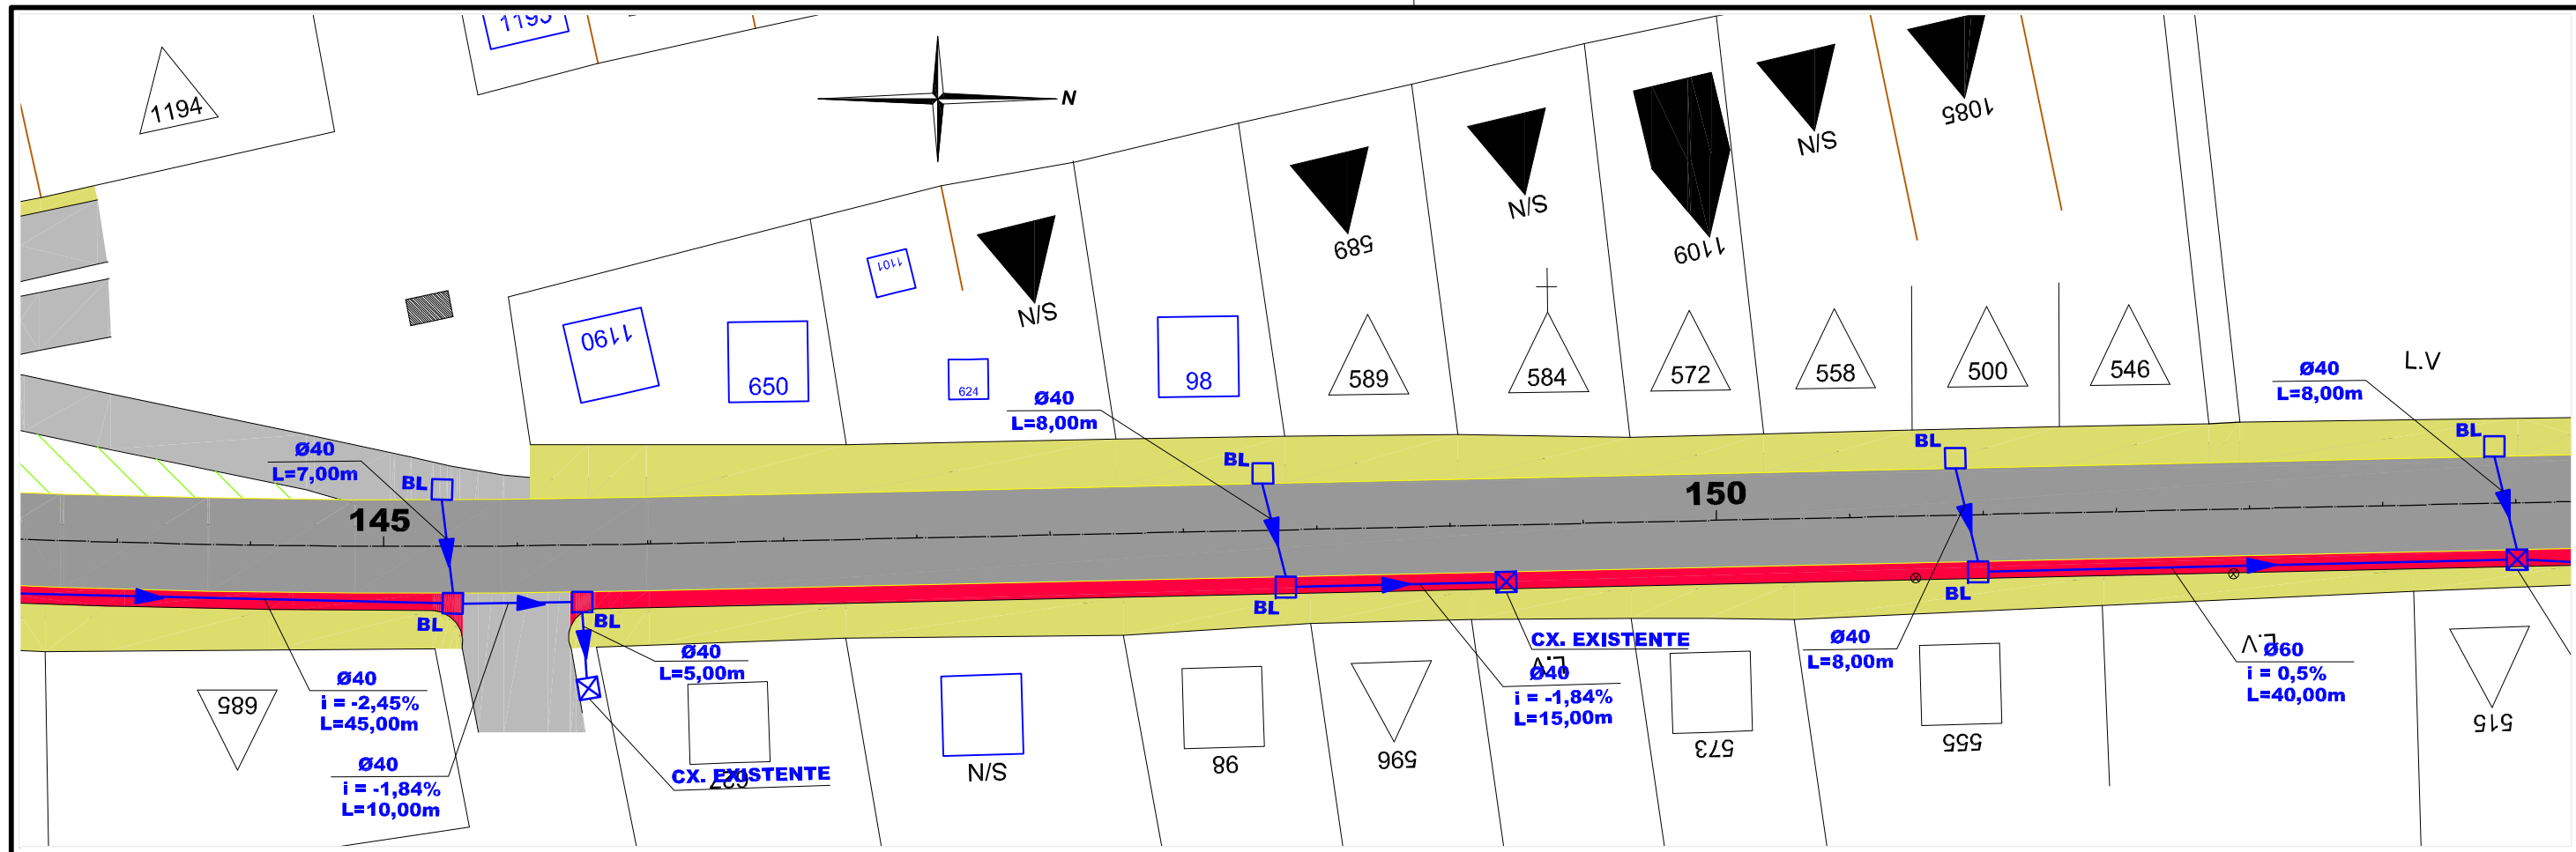 1195
1194
N
S/N
1085
S/N
589
1109
1101
S/N
1190
650
624
98
589
584
572
558
500
546
L.V
Ø40
L=8,00m
Ø40
L=8,00m
Ø40
L=7,00m
BL
BL
BL
BL
145
150
BL
BL
BL
BL
CX. EXISTENTE
L.V
Ø40
i = -1,84%
L=15,00m
Ø40
L=8,00m
L.V
Ø60
i = 0,5%
L=40,00m
Ø40
L=5,00m
Ø40
i = -2,45%
L=45,00m
Ø40
i = -1,84%
L=10,00m
CX. EXISTENTE
685
S/N
98
596
573
555
515